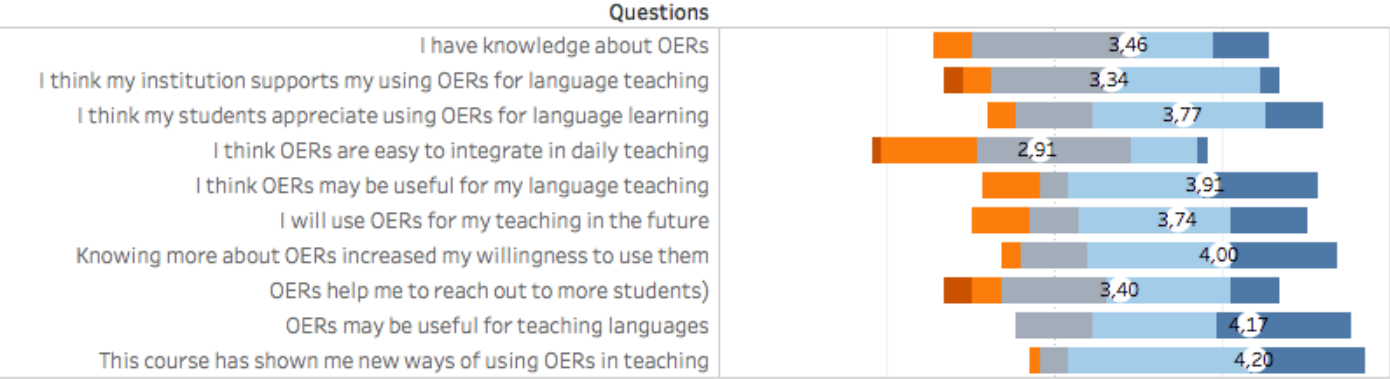 Questions
I have knowledge about OERs 3,46
I think my institution supports my using OERs for language teaching 3,34
I think my students appreciate using OERs for language learning 3,77
I think OERs are easy to integrate in daily teaching 2,91
I think OERs may be useful for my language teaching 3,91
I will use OERs for my teaching in the future 3,74
Knowing more about OERs increased my willingness to use them 4,00
OERs help me to reach out to more students) 3,40
OERs may be useful for teaching languages 4,17
This course has shown me new ways of using OERs in teaching 4,20